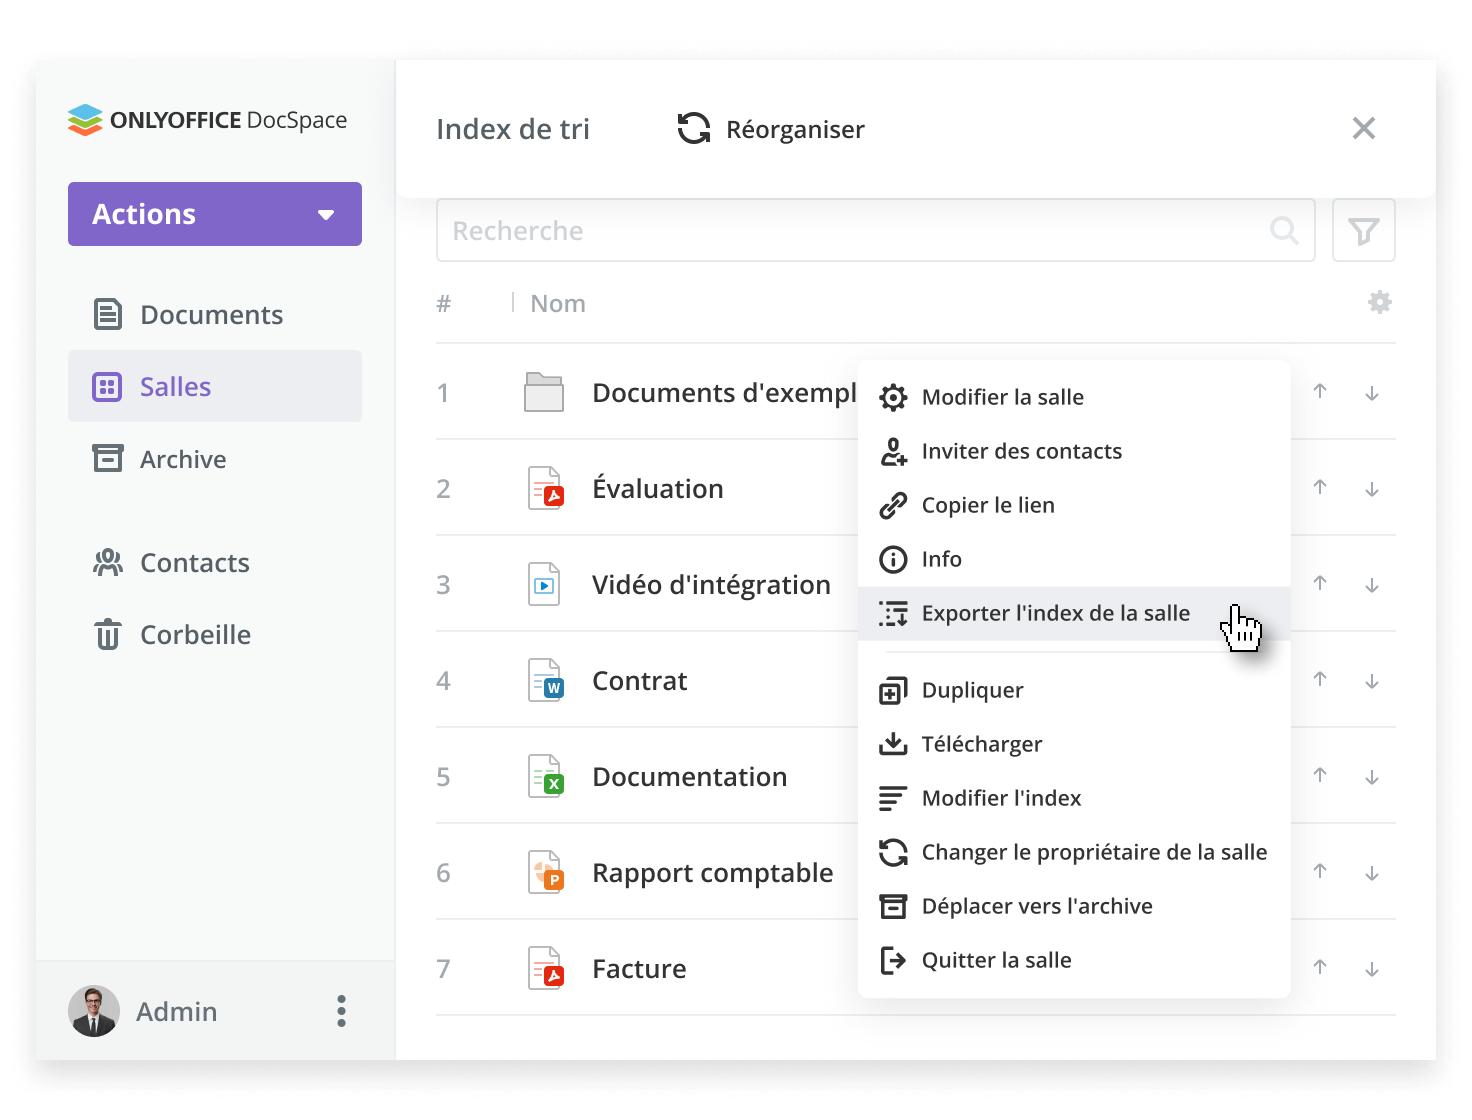 ONLYOFFICE DocSpace
Actions
Documents
Salles
Archive
Contacts
Corbeille
Admin
Index de tri
Réorganiser
Recherche
# Nom
1 Documents d'exempl
2 Évaluation
3 Vidéo d'intégration
4 W Contrat
5 X Documentation
6 P Rapport comptable
7 Facture
Modifier la salle
Inviter des contacts
Copier le lien
Info
Exporter l'index de la salle
Dupliquer
Télécharger
Modifier l'index
Changer le propriétaire de la salle
Déplacer vers l'archive
Quitter la salle